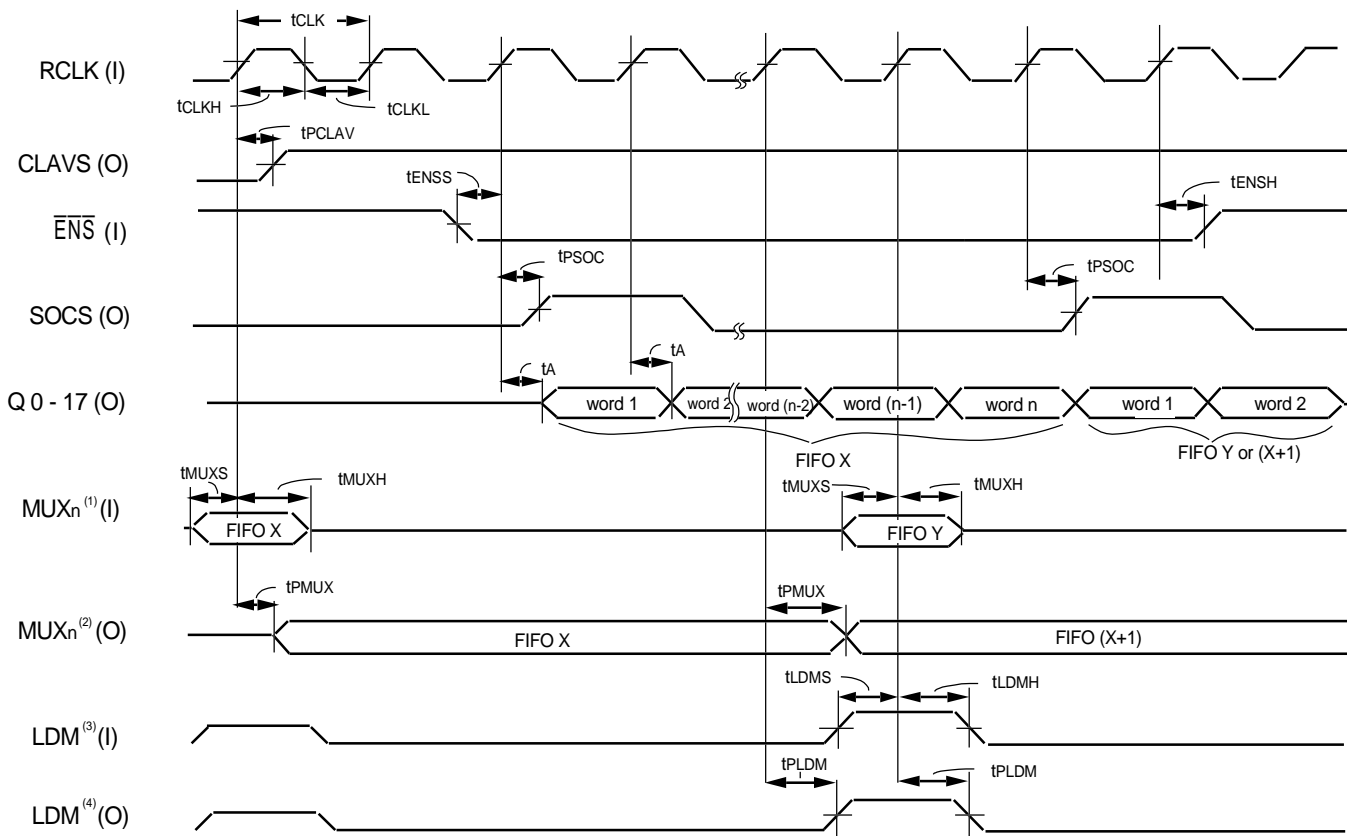 tCLK
RCLK (I)
tCLKH
tCLKL
tPCLAV
CLAVS (O)
tENSS
tENSH
ENS (I)
tPSOC
tPSOC
SOCS (O)
tA
tA
Q 0 - 17 (O)
word 1
word 2
word (n-2)
word (n-1)
word n
word 1
word 2
FIFO X
FIFO Y or (X+1)
tMUXS
tMUXH
tMUXS
tMUXH
MUXn (1) (I)
FIFO X
FIFO Y
tPMUX
tPMUX
MUXn (2) (O)
FIFO X
FIFO (X+1)
tLDMS
tLDMH
LDM (3) (I)
tPLDM
tPLDM
LDM (4) (O)